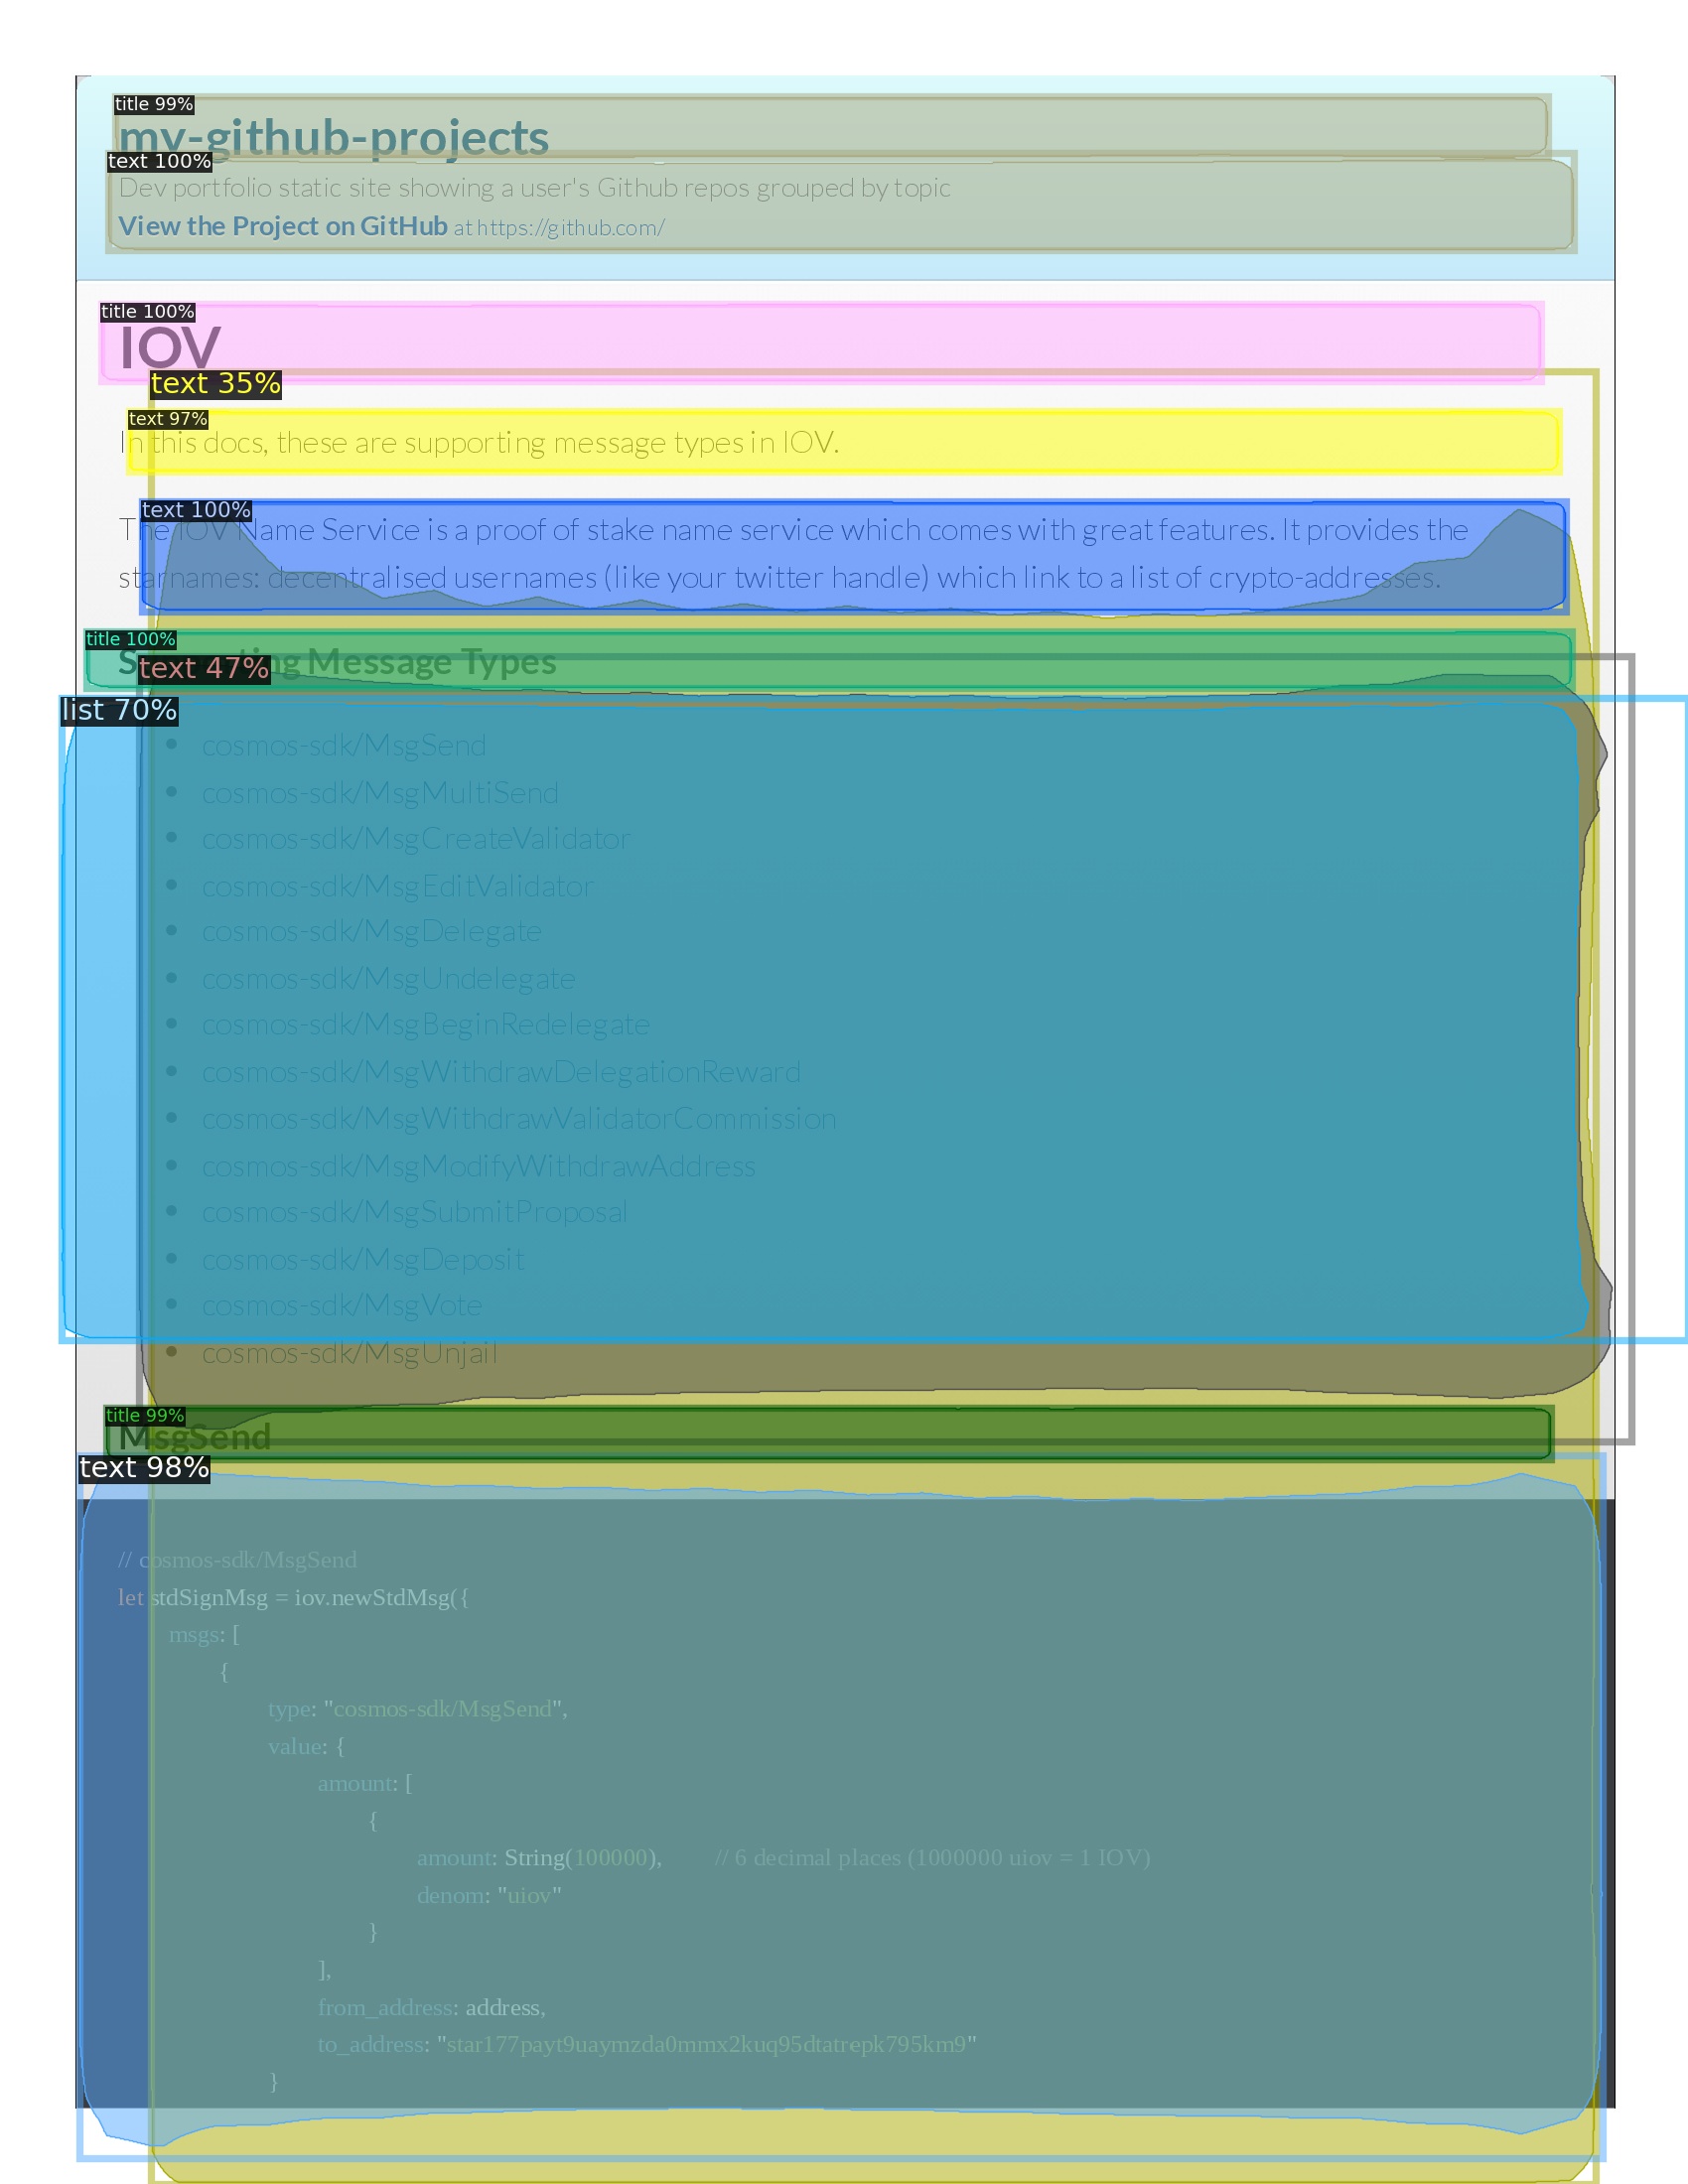 title 99%
my-github-projects
text 100%
Dev portfolio static site showing a user's Github repos grouped by topic
View the Project on GitHub at https://github.com/
title 100%
IOV
text 35%
text 97%
In this docs, these are supporting message types in IOV.
text 100%
The IOV Name Service is a proof of stake name service which comes with great features. It provides the
starnames: decentralised usernames (like your twitter handle) which link to a list of crypto-addresses.
title 100%
Supporting Message Types
text 47%
list 70%
• cosmos-sdk/MsgSend
• cosmos-sdk/MsgMultiSend
• cosmos-sdk/MsgCreateValidator
• cosmos-sdk/MsgEditValidator
• cosmos-sdk/MsgDelegate
• cosmos-sdk/MsgUndelegate
• cosmos-sdk/MsgBeginRedelegate
• cosmos-sdk/MsgWithdrawDelegationReward
• cosmos-sdk/MsgWithdrawValidatorCommission
• cosmos-sdk/MsgModifyWithdrawAddress
• cosmos-sdk/MsgSubmitProposal
• cosmos-sdk/MsgDeposit
• cosmos-sdk/MsgVote
• cosmos-sdk/MsgUnjail
title 99%
MsgSend
text 98%
// cosmos-sdk/MsgSend
let stdSignMsg = iov.newStdMsg({
msgs: [
{
type: "cosmos-sdk/MsgSend",
value: {
amount: [
{
amount: String(100000), // 6 decimal places (1000000 uiov = 1 IOV)
denom: "uiov"
}
],
from_address: address,
to_address: "star177payt9uaymzda0mmx2kuq95dtatrepk795km9"
}